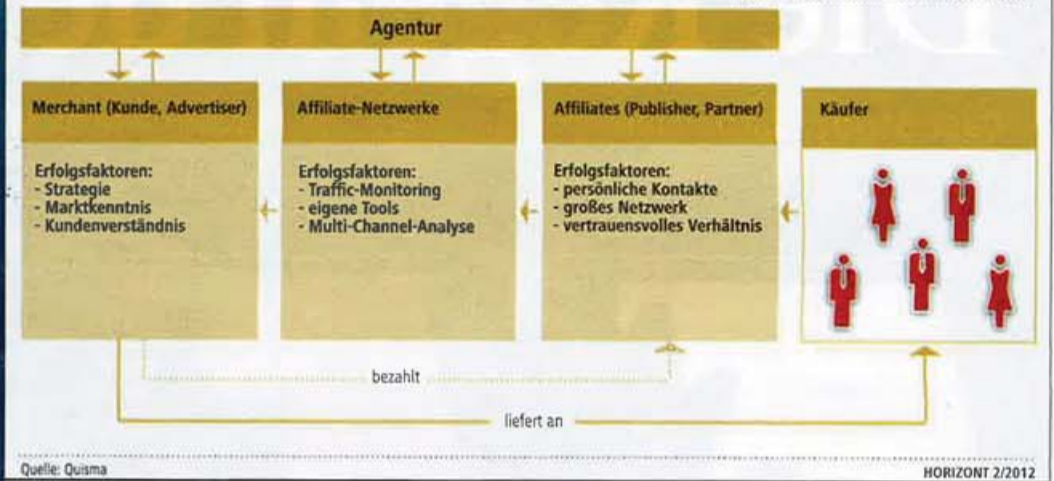 Agentur
Merchant (Kunde, Advertiser)
Erfolgsfaktoren:
- Strategie
- Marktkenntnis
- Kundenverständnis
Affiliate-Netzwerke
Erfolgsfaktoren:
- Traffic-Monitoring
- eigene Tools
- Multi-Channel-Analyse
Affiliates (Publisher, Partner)
Erfolgsfaktoren:
- persönliche Kontakte
- großes Netzwerk
- vertrauensvolles Verhältnis
Käufer
bezahlt
liefert an
Quelle: Quisma
HORIZONT 2/2012